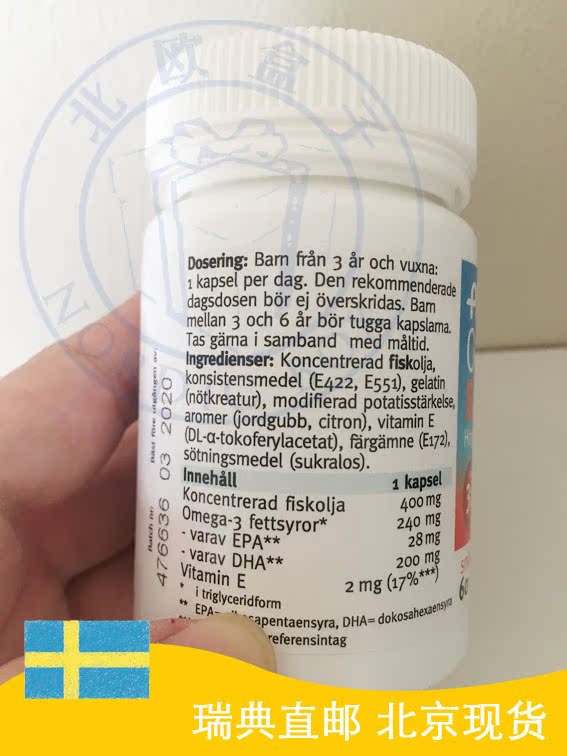 北欧盒子
Dosering: Barn från 3 år och vuxna:
1 kapsel per dag. Den rekommenderade
dagsdosen bör ej överskridas. Barn
mellan 3 och 6 år bör tugga kapslarna.
Tas gärna i samband med måltid.
Ingredienser: Koncentrerad fiskolja,
konsistensmedel (E422, E551), gelatin
(nötkreatur), modifierad potatisstärkelse,
aromer (jordgubb, citron), vitamin E
(DL-α-tokoferylacetat), färgämne (E172),
sötningsmedel (sukralos).
Innehåll 1 kapsel
Koncentrerad fiskolja 400 mg
Omega-3 fettsyror* 240 mg
- varav EPA** 28 mg
- varav DHA** 200 mg
Vitamin E 2 mg (17%***)
* i triglyceridform
** EPA= DHA= dokosahexaensyra
referensintag
Bäst före utgången av:
03 2020
Batch nr:
476636
瑞典直邮 北京现货